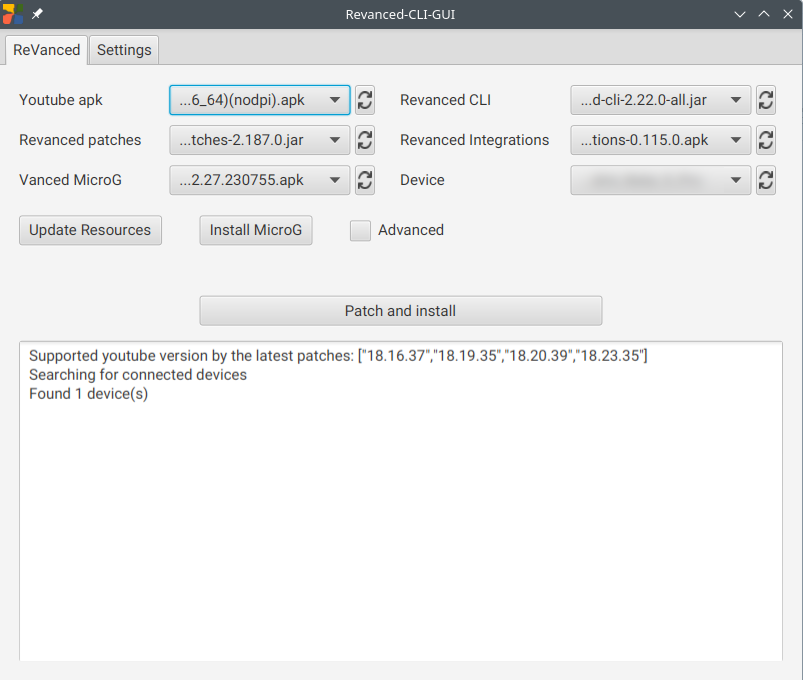 Revanced-CLI-GUI
ReVanced Settings
Youtube apk ...6_64)(nodpi).apk Revanced CLI ...d-cli-2.22.0-all.jar
Revanced patches ...tches-2.187.0.jar Revanced Integrations ...tions-0.115.0.apk
Vanced MicroG ...2.27.230755.apk Device
Update Resources Install MicroG Advanced
Patch and install
Supported youtube version by the latest patches: ["18.16.37","18.19.35","18.20.39","18.23.35"]
Searching for connected devices
Found 1 device(s)